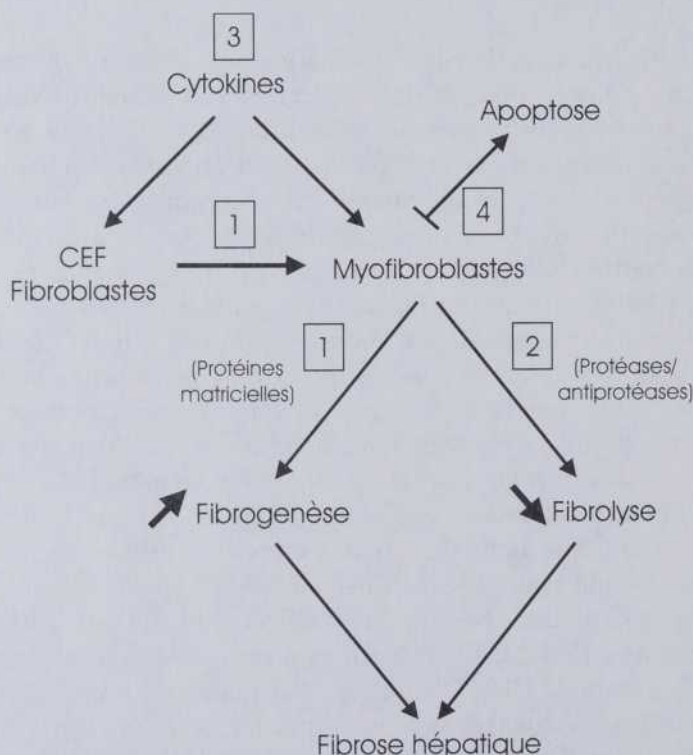 3
Cytokines
Apoptose
1
4
CEF
Fibroblastes
Myofibroblastes
1
2
(Protéines
matricielles)
(Protéases/
antiprotéases)
Fibrogenèse
Fibrolyse
Fibrose hépatique